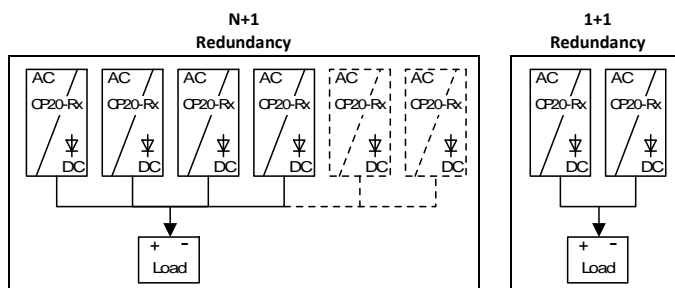 N+1
Redundancy
1+1
Redundancy
AC AC AC AC AC AC
CP20-Rx CP20-Rx CP20-Rx CP20-Rx CP20-Rx CP20-Rx
DC DC DC DC DC DC
+ -
Load
AC AC
CP20-Rx CP20-Rx
DC DC
+ -
Load